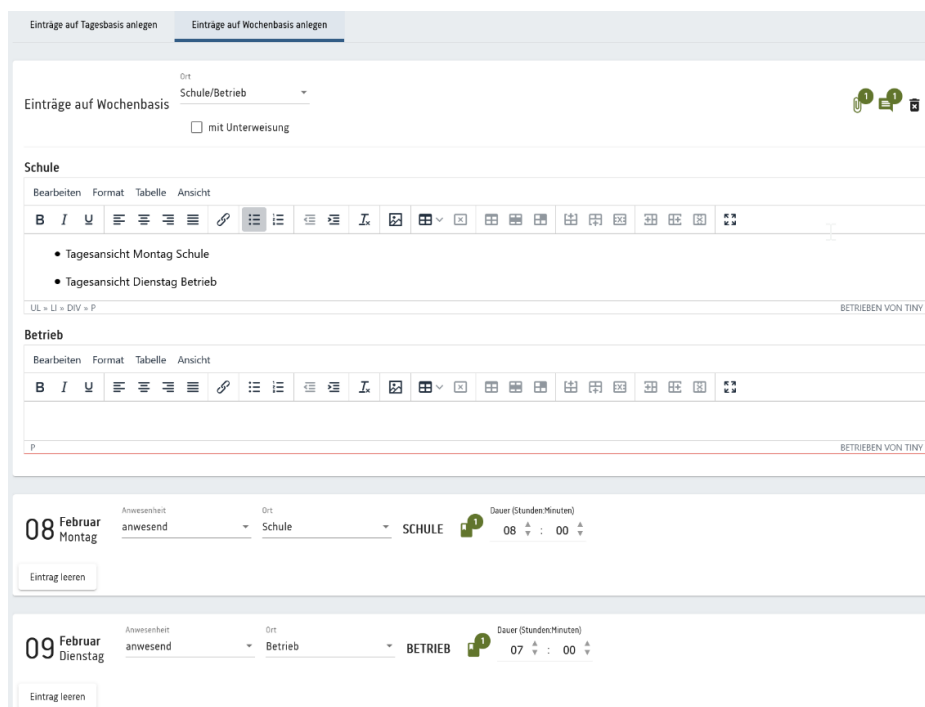 Einträge auf Tagesbasis anlegen Einträge auf Wochenbasis anlegen
Ort
Einträge auf Wochenbasis Schule/Betrieb 1 1
mit Unterweisung
Schule
Bearbeiten Format Tabelle Ansicht
B I U
• Tagesansicht Montag Schule
• Tagesansicht Dienstag Betrieb
UL » LI » DIV » P BETRIEBEN VON TINY
Betrieb
Bearbeiten Format Tabelle Ansicht
B I U
P BETRIEBEN VON TINY
Anwesenheit Ort Dauer (Stunden:Minuten)
08 Februar Montag anwesend Schule SCHULE 1 08 : 00
Eintrag leeren
Anwesenheit Ort Dauer (Stunden:Minuten)
09 Februar Dienstag anwesend Betrieb BETRIEB 1 07 : 00
Eintrag leeren